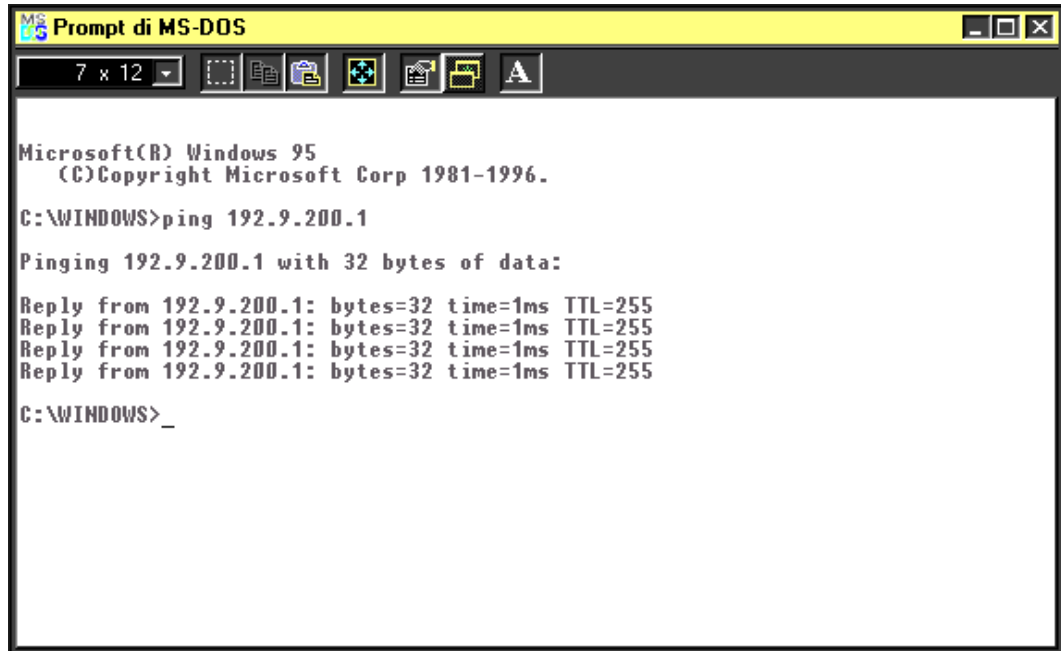 MS DOS Prompt di MS-DOS
7 x 12 A
Microsoft(R) Windows 95
(C)Copyright Microsoft Corp 1981-1996.
C:\WINDOWS>ping 192.9.200.1
Pinging 192.9.200.1 with 32 bytes of data:
Reply from 192.9.200.1: bytes=32 time=1ms TTL=255
Reply from 192.9.200.1: bytes=32 time=1ms TTL=255
Reply from 192.9.200.1: bytes=32 time=1ms TTL=255
Reply from 192.9.200.1: bytes=32 time=1ms TTL=255
C:\WINDOWS>_